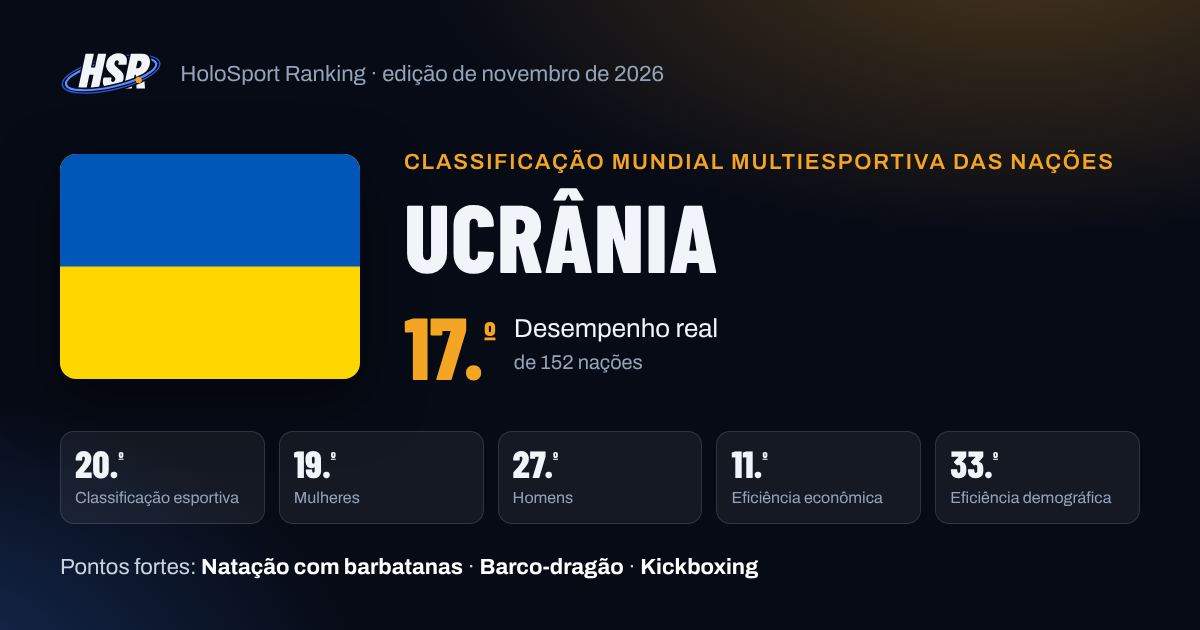 HSR
HoloSport Ranking · edição de novembro de 2026
CLASSIFICAÇÃO MUNDIAL MULTIESPORTIVA DAS NAÇÕES
UCRÂNIA
17.º
Desempenho real
de 152 nações
20.º
Classificação esportiva
19.º
Mulheres
27.º
Homens
11.º
Eficiência econômica
33.º
Eficiência demográfica
Pontos fortes: Natação com barbatanas · Barco-dragão · Kickboxing